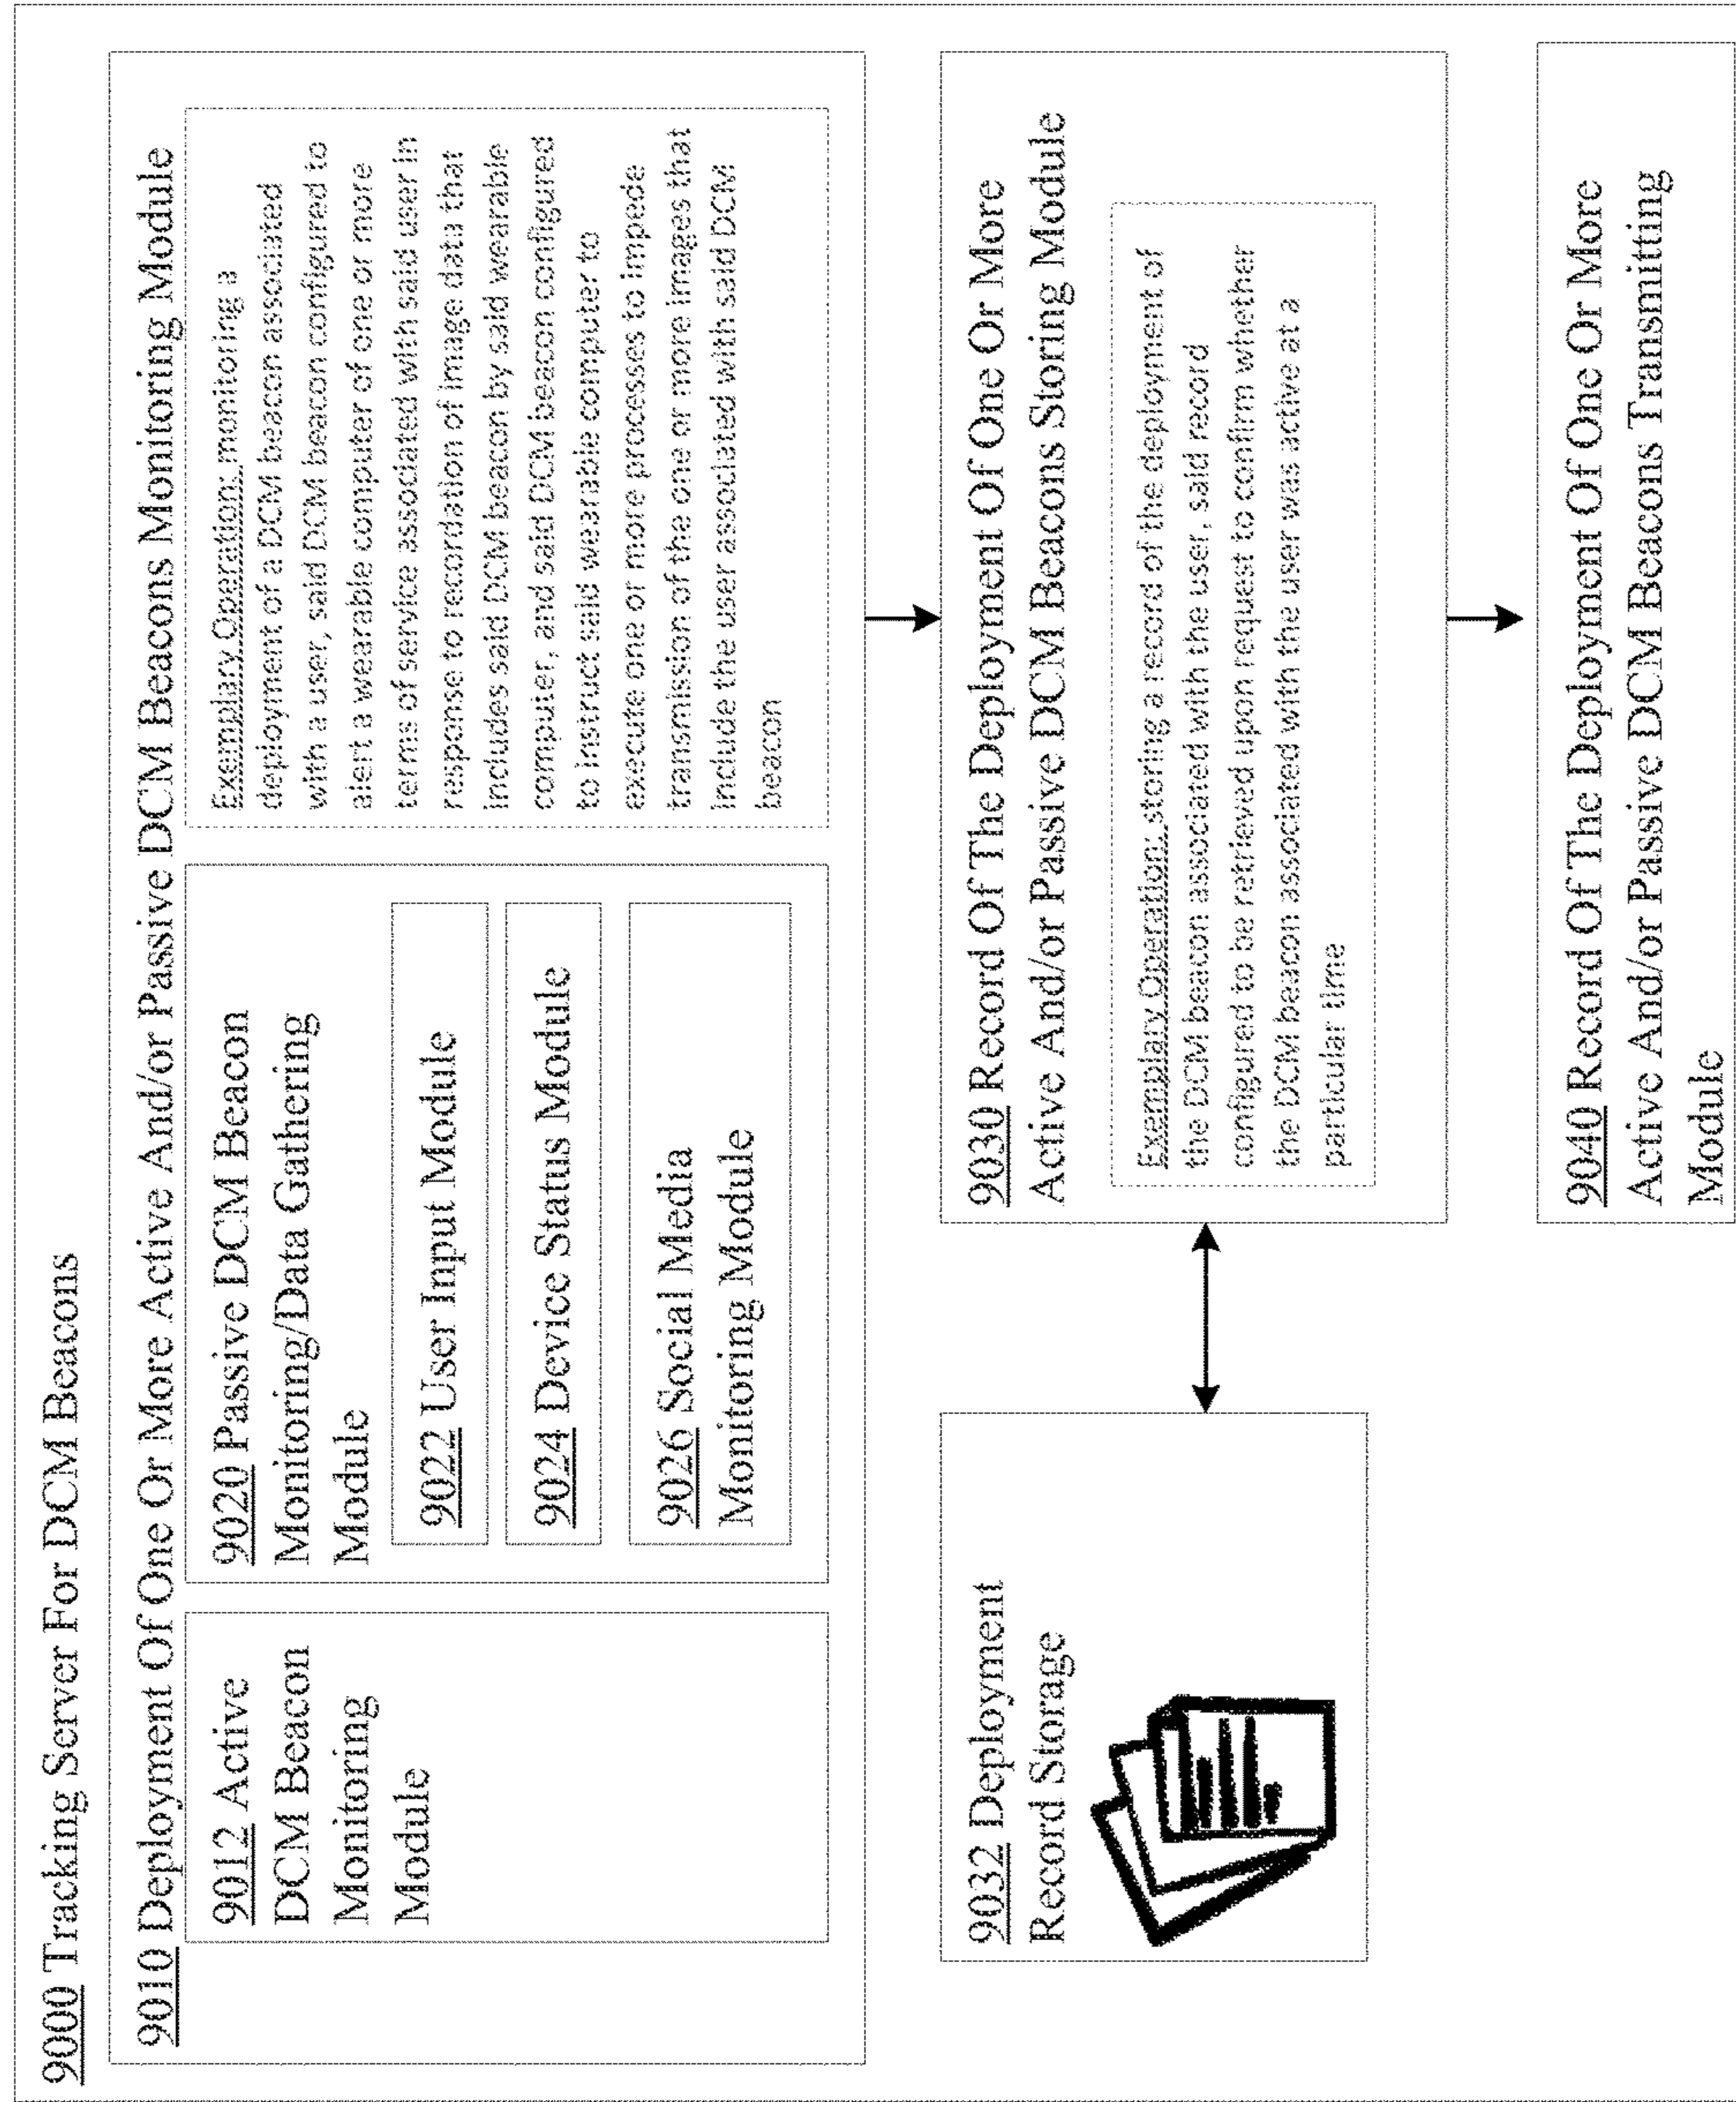 9000 Tracking Server For DCM Beacons
9010 Deployment Of One Or More Active And/or Passive DCM Beacons Monitoring Module
9012 Active
DCM Beacon
Monitoring
Module
9020 Passive DCM Beacon
Monitoring/Data Gathering
Module
9022 User Input Module
9024 Device Status Module
9026 Social Media
Monitoring Module
Exemplary Operation: monitoring a
deployment of a DCM beacon associated
with a user, said DCM beacon configured to
alert a wearable computer of one or more
terms of service associated with said user in
response to recordation of image data that
includes said DCM beacon by said wearable
computer, and said DCM beacon configured
to instruct said wearable computer to
execute one or more processes to impede
transmission of the one or more images that
include the user associated with said DCM
beacon
9032 Deployment
Record Storage
9030 Record Of The Deployment Of One Or More
Active And/or Passive DCM Beacons Storing Module
Exemplary Operation: storing a record of the deployment of
the DCM beacon associated with the user, said record
configured to be retrieved upon request to confirm whether
the DCM beacon associated with the user was active at a
particular time
9040 Record Of The Deployment Of One Or More
Active And/or Passive DCM Beacons Transmitting
Module